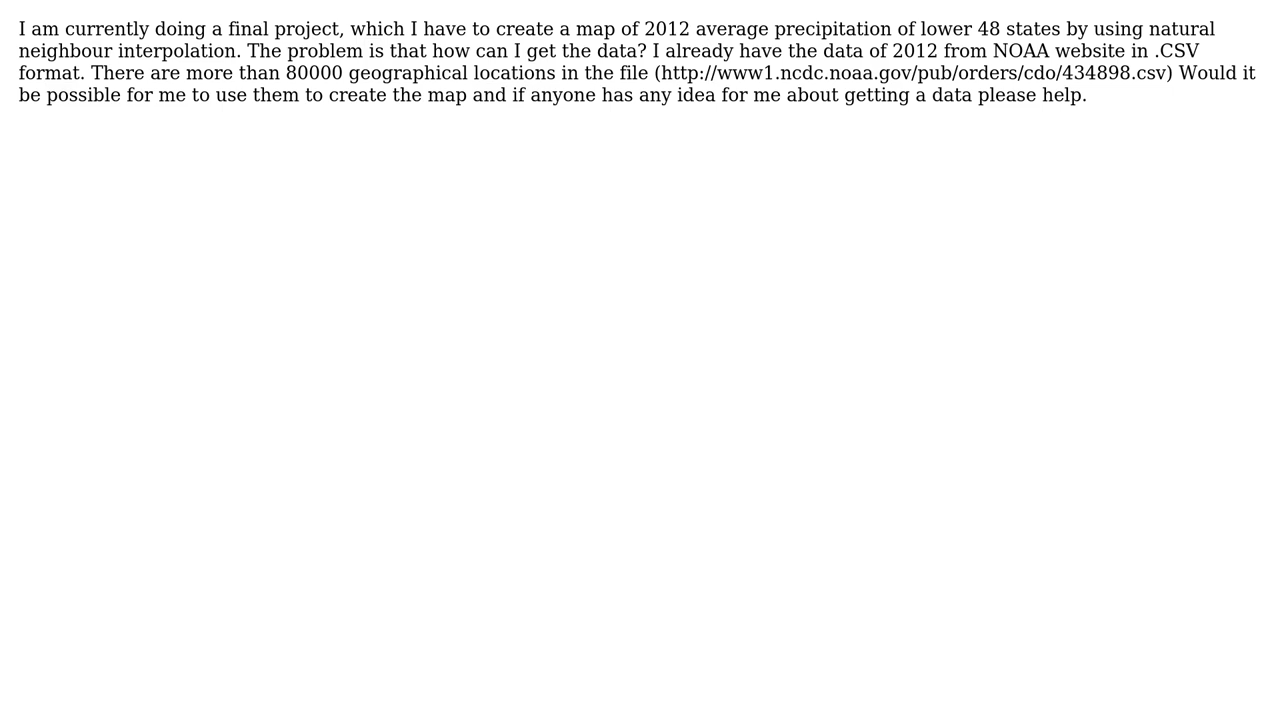 I am currently doing a final project, which I have to create a map of 2012 average precipitation of lower 48 states by using natural
neighbour interpolation. The problem is that how can I get the data? I already have the data of 2012 from NOAA website in .CSV
format. There are more than 80000 geographical locations in the file (http://www1.ncdc.noaa.gov/pub/orders/cdo/434898.csv) Would it
be possible for me to use them to create the map and if anyone has any idea for me about getting a data please help.